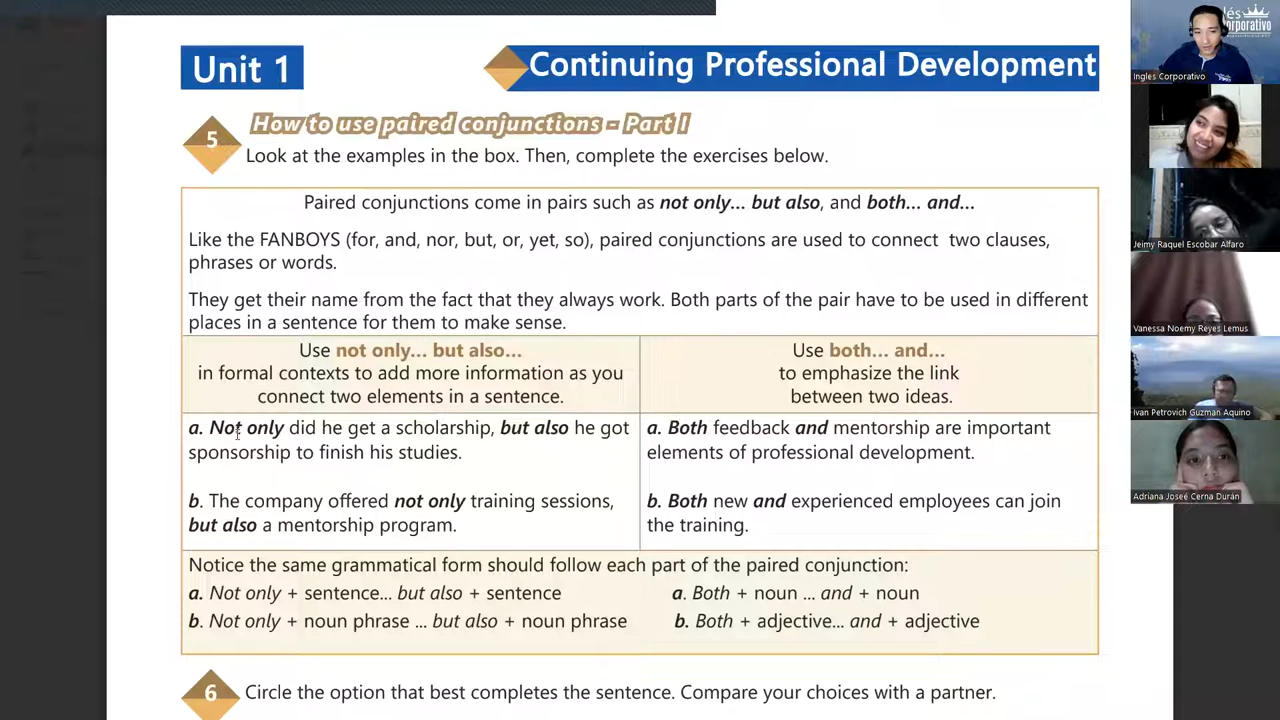 Unit 1
Continuing Professional Development
5
How to use paired conjunctions - Part I
Look at the examples in the box. Then, complete the exercises below.
Paired conjunctions come in pairs such as not only... but also, and both... and...
Like the FANBOYS (for, and, nor, but, or, yet, so), paired conjunctions are used to connect two clauses,
phrases or words.
They get their name from the fact that they always work. Both parts of the pair have to be used in different
places in a sentence for them to make sense.
Use not only... but also...
in formal contexts to add more information as you
connect two elements in a sentence.
Use both... and...
to emphasize the link
between two ideas.
a. Not only did he get a scholarship, but also he got
sponsorship to finish his studies.
b. The company offered not only training sessions,
but also a mentorship program.
a. Both feedback and mentorship are important
elements of professional development.
b. Both new and experienced employees can join
the training.
Notice the same grammatical form should follow each part of the paired conjunction:
a. Not only + sentence... but also + sentence
b. Not only + noun phrase ... but also + noun phrase
a. Both + noun ... and + noun
b. Both + adjective... and + adjective
6
Circle the option that best completes the sentence. Compare your choices with a partner.
lés
orporativo
Ingles Corporativo
Jeimy Raquel Escobar Alfaro
Vanessa Noemy Reyes Lemus
Ivan Petrovich Guzman Aquino
Adriana Joseé Cerna Durán